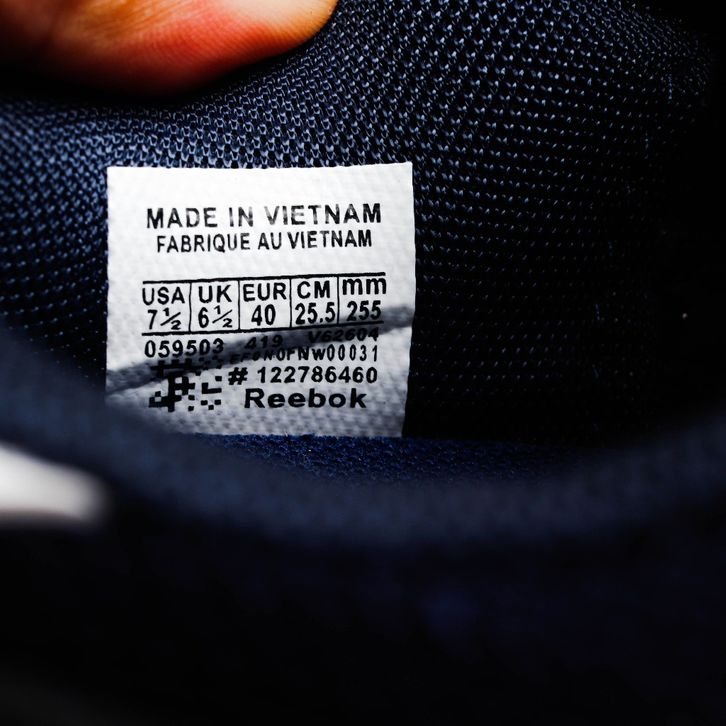 MADE IN VIETNAM
FABRIQUE AU VIETNAM
USA UK EUR CM mm
7½ 6½ 40 25.5 255
059503 419 V62604
# 122786460
Reebok